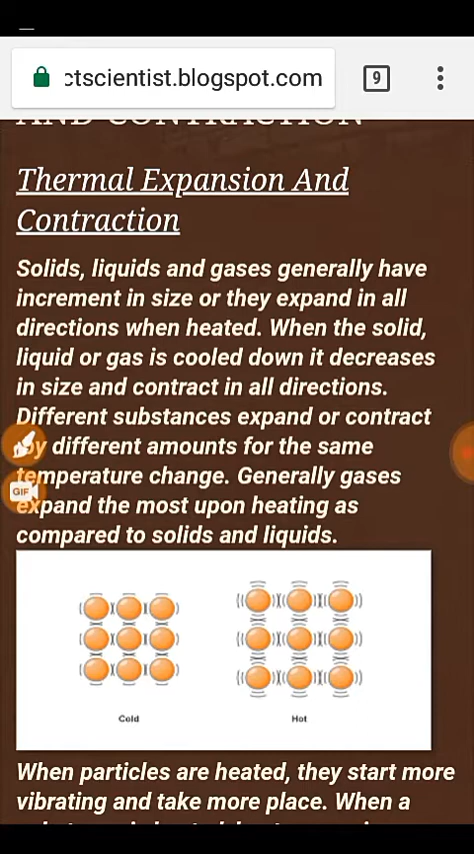 ctscientist.blogspot.com
9
AND CONTRACTION
Thermal Expansion And
Contraction
Solids, liquids and gases generally have
increment in size or they expand in all
directions when heated. When the solid,
liquid or gas is cooled down it decreases
in size and contract in all directions.
Different substances expand or contract
by different amounts for the same
temperature change. Generally gases
GIF
expand the most upon heating as
compared to solids and liquids.
Cold
Hot
When particles are heated, they start more
vibrating and take more place. When a